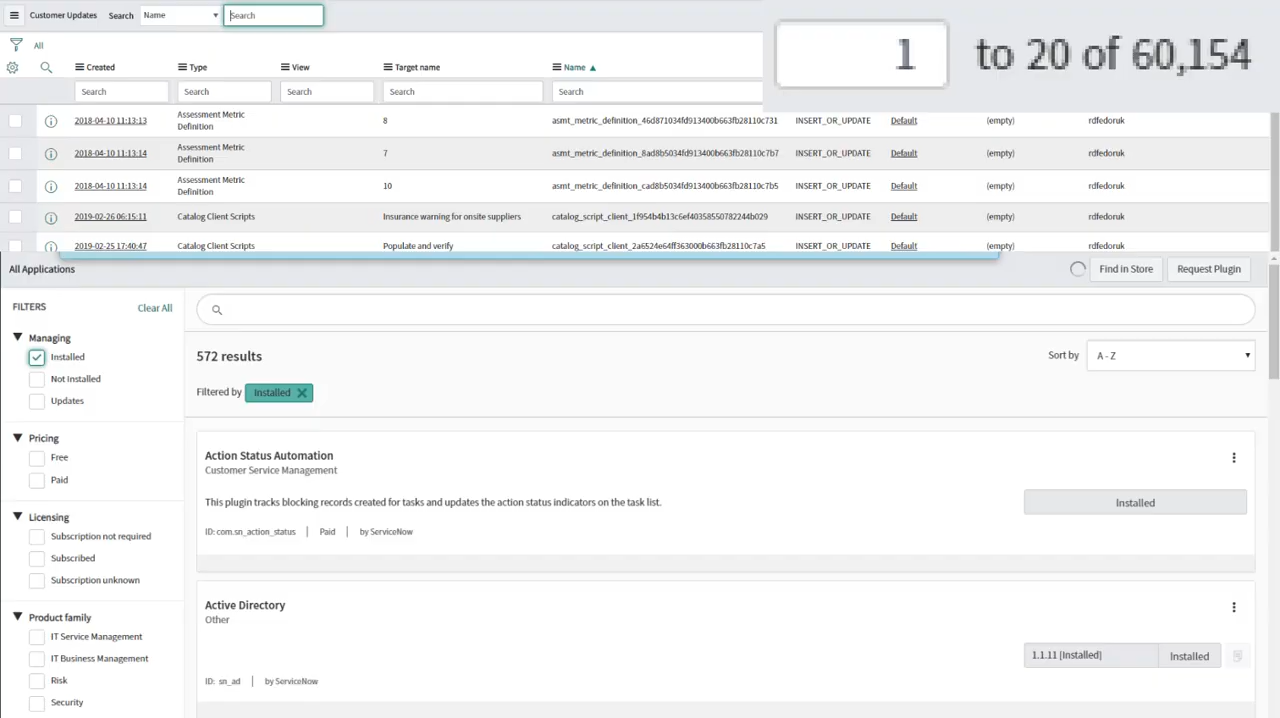 Customer Updates Search Name Search
1 to 20 of 60,154
All
Created Type View Target name Name
Search Search Search Search Search
2018-04-10 11:13:13 Assessment Metric Definition 8 asmt_metric_definition_46d871034fd913400b663fb28110c731 INSERT_OR_UPDATE Default (empty) rdfedoruk
2018-04-10 11:13:14 Assessment Metric Definition 7 asmt_metric_definition_8ad8b5034fd913400b663fb28110c7b7 INSERT_OR_UPDATE Default (empty) rdfedoruk
2018-04-10 11:13:14 Assessment Metric Definition 10 asmt_metric_definition_cad8b5034fd913400b663fb28110c7b5 INSERT_OR_UPDATE Default (empty) rdfedoruk
2019-02-26 06:15:11 Catalog Client Scripts Insurance warning for onsite suppliers catalog_script_client_1f954b4b13c6ef40358550782244b029 INSERT_OR_UPDATE Default (empty) rdfedoruk
2019-02-25 17:40:47 Catalog Client Scripts Populate and verify catalog_script_client_2a6524e64ff363000b663fb28110c7a5 INSERT_OR_UPDATE Default (empty) rdfedoruk
All Applications Find in Store Request Plugin
FILTERS Clear All
Managing
Installed
Not Installed
Updates
Pricing
Free
Paid
Licensing
Subscription not required
Subscribed
Subscription unknown
Product family
IT Service Management
IT Business Management
Risk
Security
572 results Sort by A - Z
Filtered by Installed
Action Status Automation
Customer Service Management
This plugin tracks blocking records created for tasks and updates the action status indicators on the task list.
Installed
ID: com.sn_action_status | Paid | by ServiceNow
Active Directory
Other
1.1.11 [Installed] Installed
ID: sn_ad | by ServiceNow